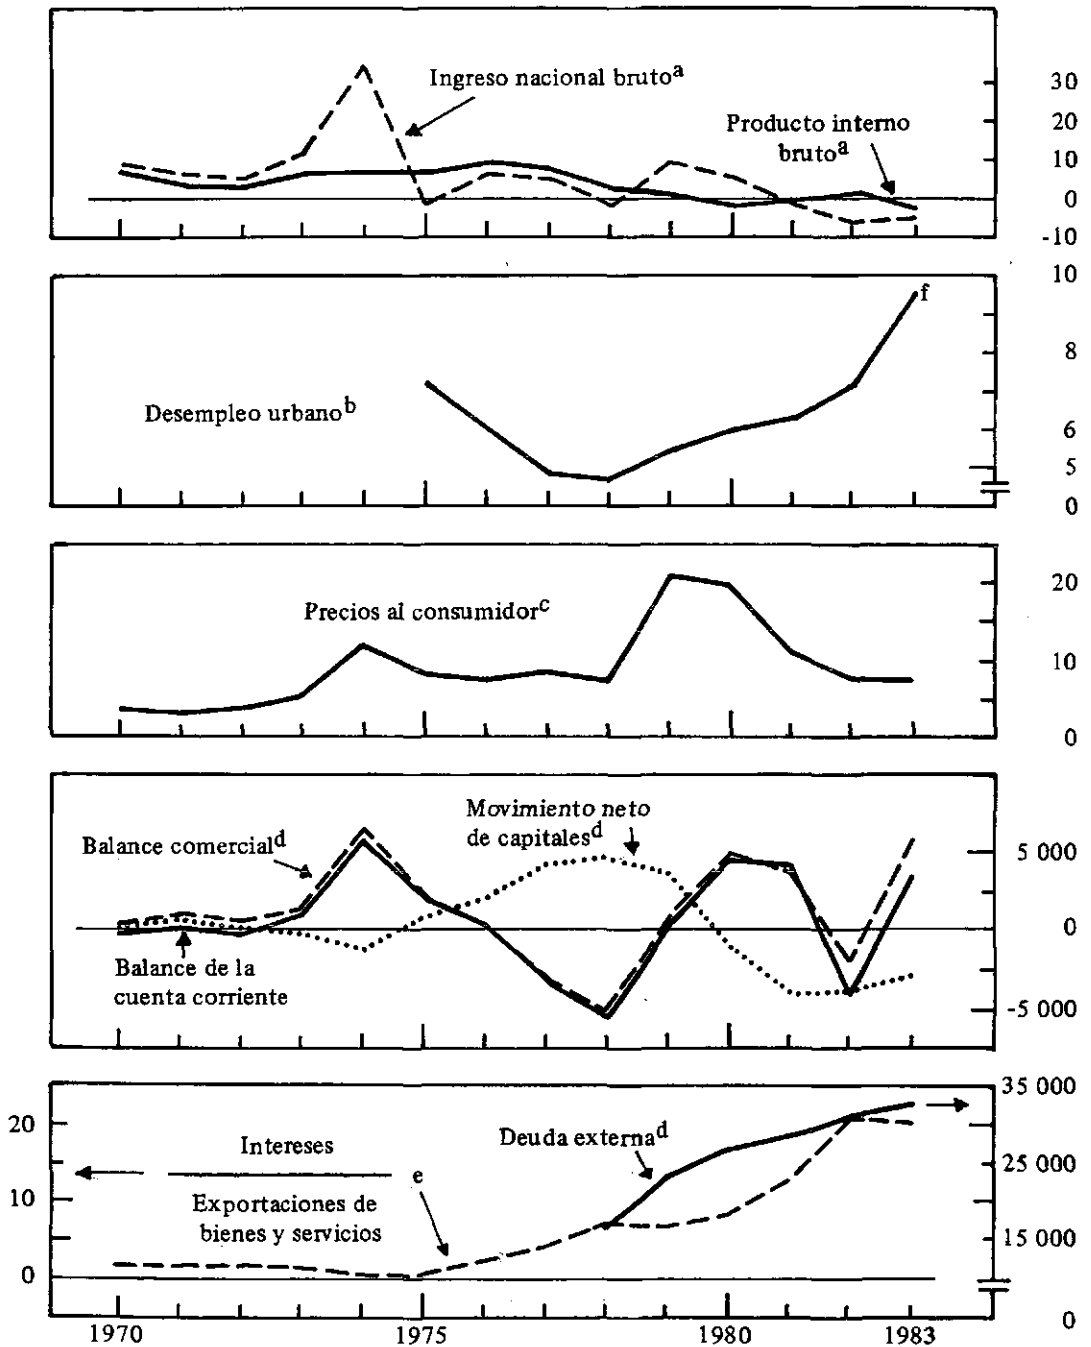 Ingreso nacional bruto^a
Producto interno
bruto^a
30
20
10
0
-10
Desempleo urbano^b
f
10
8
6
5
0
Precios al consumidor^c
20
10
0
Movimiento neto
de capitales^d
Balance comercial^d
Balance de la
cuenta corriente
5 000
0
-5 000
20
10
0
Intereses
Exportaciones de
bienes y servicios
e
Deuda externa^d
35 000
25 000
15 000
0
1970
1975
1980
1983